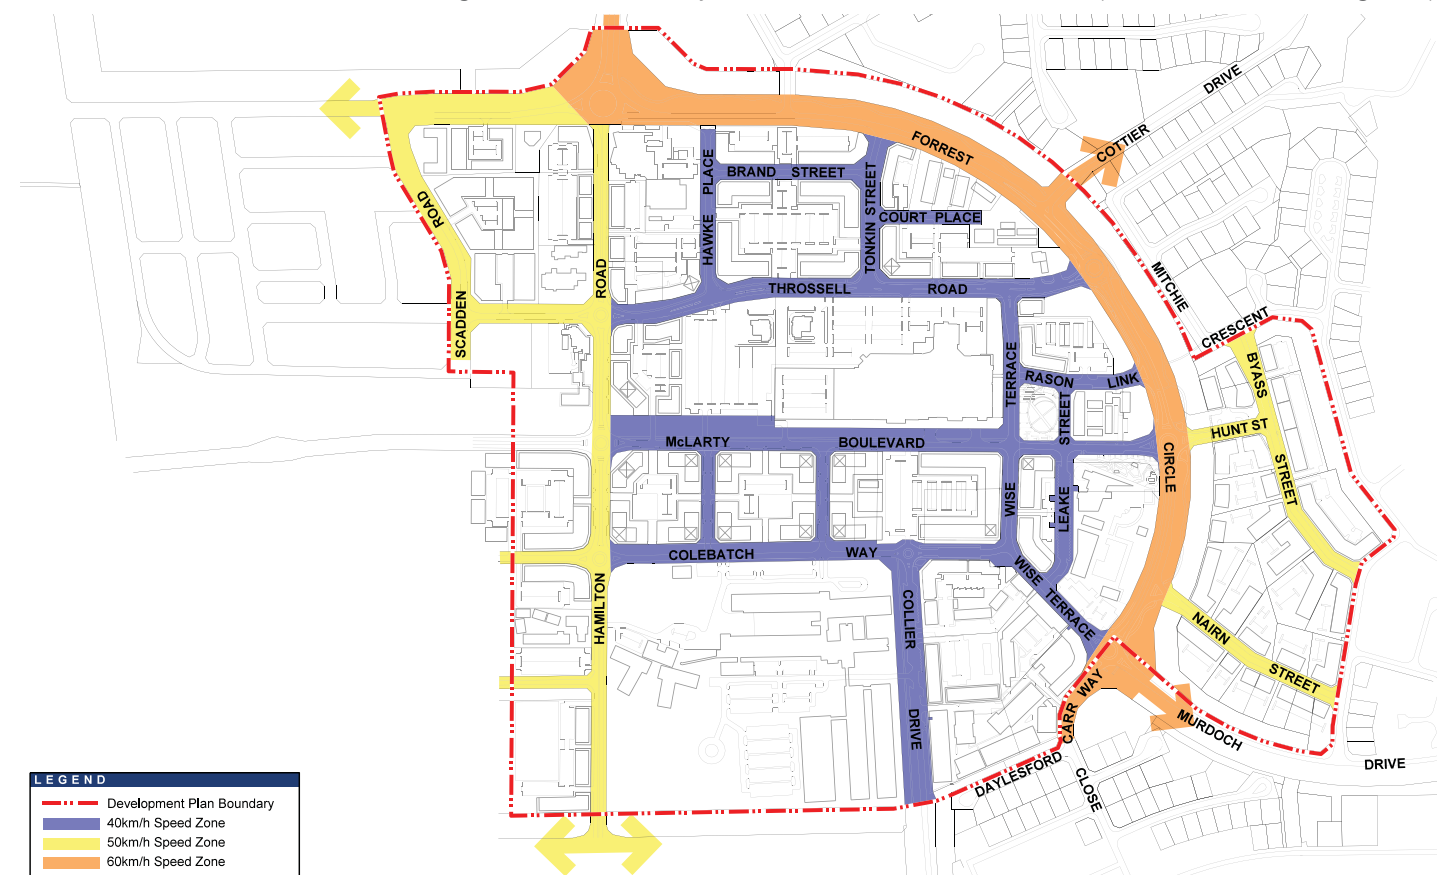 DRIVE
COTTIER
FORREST
BRAND STREET
HAWKE PLACE
TONKIN STREET
COURT PLACE
ROAD
SCADDEN
ROAD
HAMILTON
THROSSELL ROAD
MITCHIE
CRESCENT
BYASS
STREET
HUNT ST
TERRACE
WISE
RASON LINK
STREET
LEAKE
McLARTY BOULEVARD
CIRCLE
COLEBATCH WAY
WISE TERRACE
COLLIER
DRIVE
NAIRN STREET
CARR WAY
MURDOCH
DRIVE
DAYLESFORD
CLOSE
LEGEND
Development Plan Boundary
40km/h Speed Zone
50km/h Speed Zone
60km/h Speed Zone